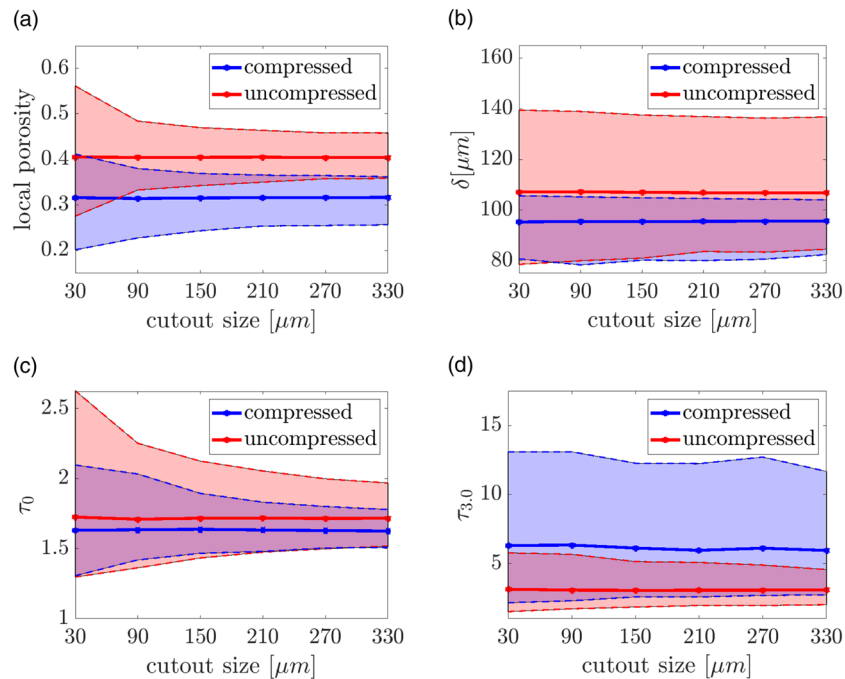 (a)
local porosity
0.6
0.5
0.4
0.3
0.2
compressed
uncompressed
30 90 150 210 270 330
cutout size [μm]
(b)
δ[μm]
160
140
120
100
80
compressed
uncompressed
30 90 150 210 270 330
cutout size [μm]
(c)
τ0
2.5
2
1.5
1
compressed
uncompressed
30 90 150 210 270 330
cutout size [μm]
(d)
τ3.0
15
10
5
compressed
uncompressed
30 90 150 210 270 330
cutout size [μm]